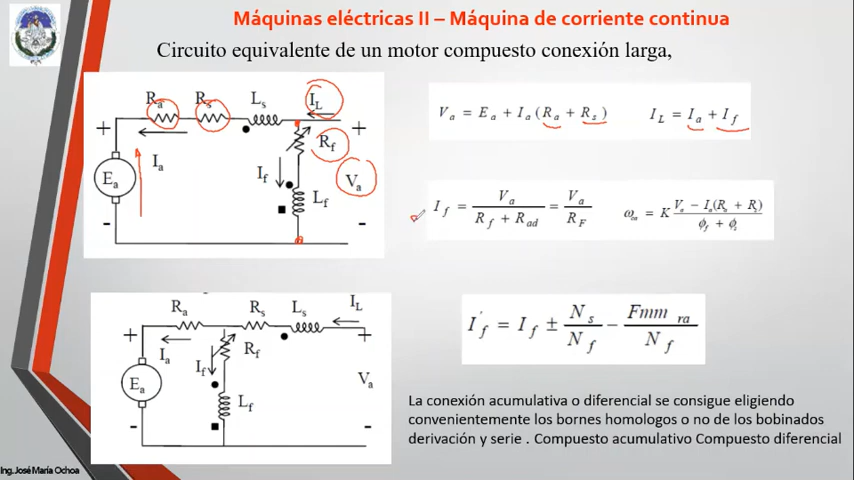 Máquinas eléctricas II – Máquina de corriente continua
Circuito equivalente de un motor compuesto conexión larga,
Ra Rs Ls IL
+ Ia Rf +
Ea If Lf Va
- -
Va = Ea + Ia(Ra + Rs) IL = Ia + If
If = Va / (Rf + Rad) = Va / RF
= K (Va − Ia(Ra + Rs)) / (ϕf + ϕs)
Ra Rs Ls IL
+ Ia If Rf +
Ea Lf Va
- -
I'f = If ± Ns / Nf − Fmm ra / Nf
La conexión acumulativa o diferencial se consigue eligiendo
convenientemente los bornes homologos o no de los bobinados
derivación y serie . Compuesto acumulativo Compuesto diferencial
Ing. José María Ochoa